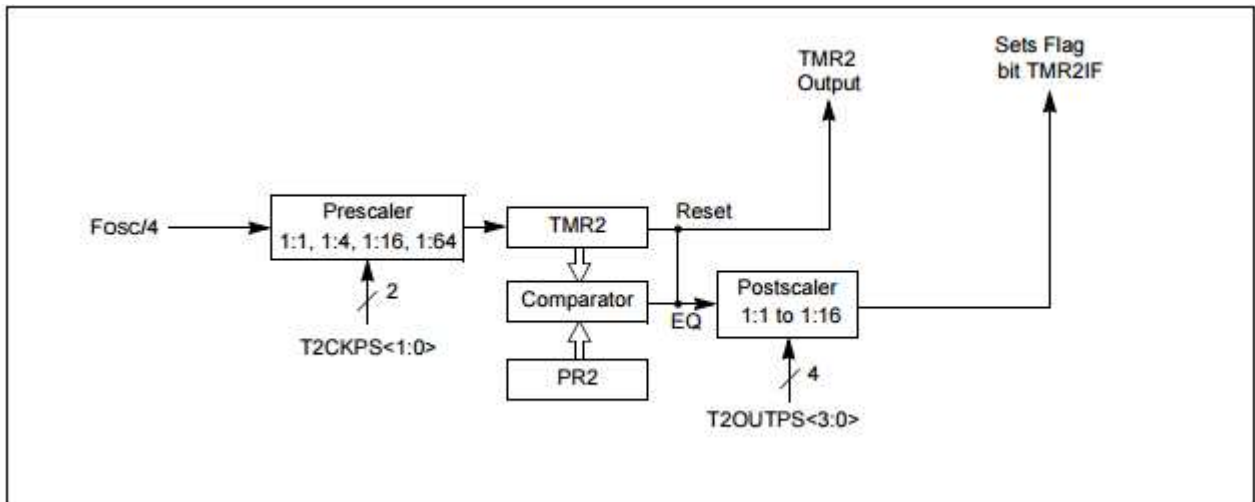 TMR2
Output
Sets Flag
bit TMR2IF
Fosc/4
Prescaler
1:1, 1:4, 1:16, 1:64
2
T2CKPS<1:0>
TMR2
Reset
Comparator
EQ
PR2
Postscaler
1:1 to 1:16
4
T2OUTPS<3:0>